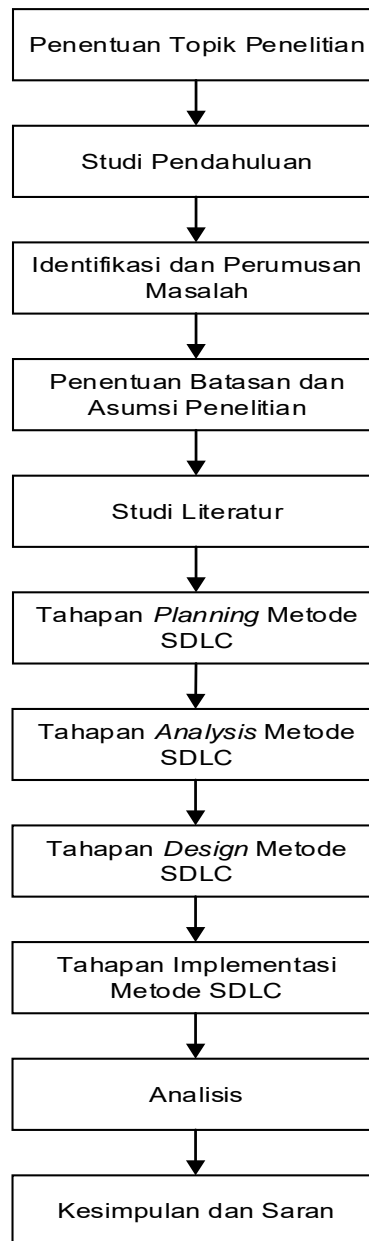 Penentuan Topik Penelitian
Studi Pendahuluan
Identifikasi dan Perumusan
Masalah
Penentuan Batasan dan
Asumsi Penelitian
Studi Literatur
Tahapan Planning Metode
SDLC
Tahapan Analysis Metode
SDLC
Tahapan Design Metode
SDLC
Tahapan Implementasi
Metode SDLC
Analisis
Kesimpulan dan Saran